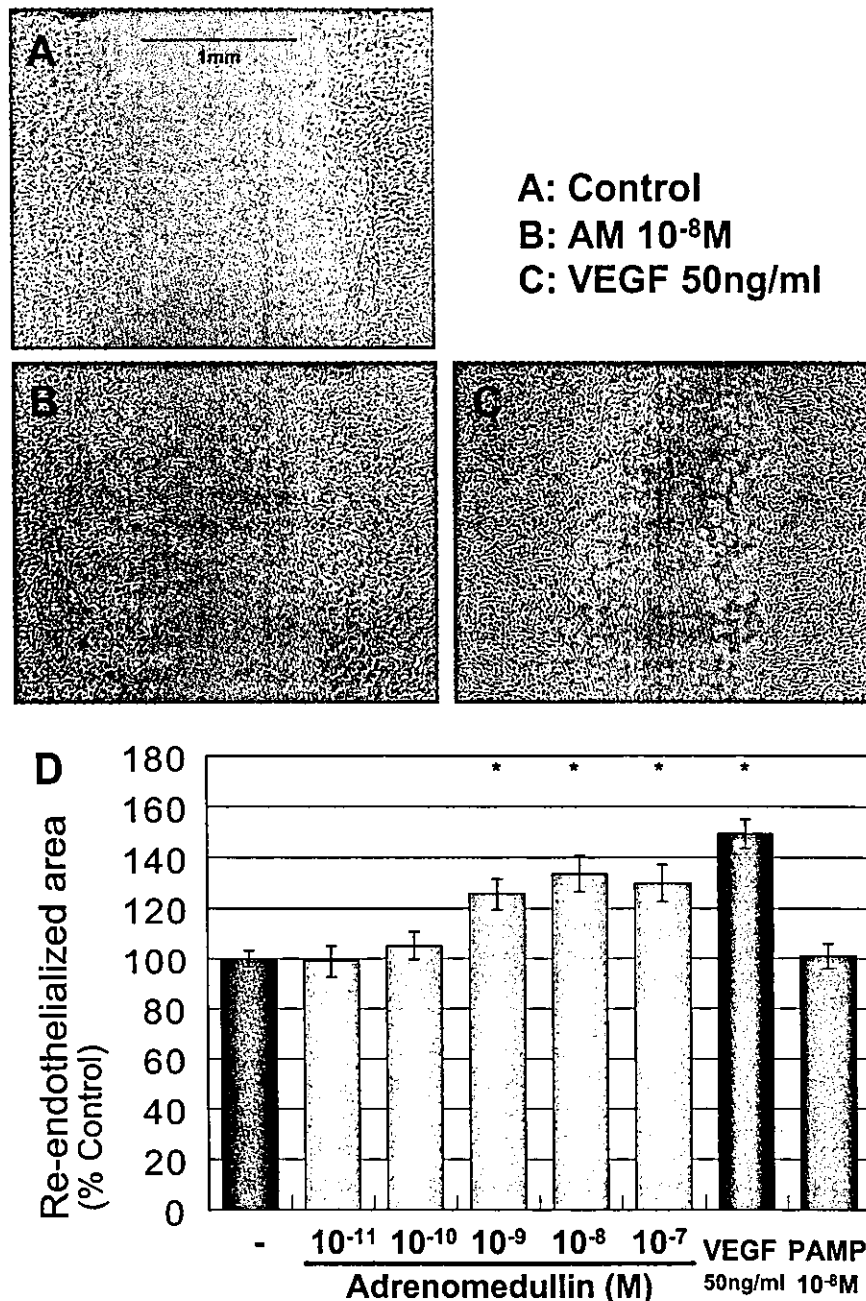 A
1mm
A: Control
B: AM 10⁻⁸M
C: VEGF 50ng/ml
B
C
D
Re-endothelialized area
(% Control)
180
160
140
120
100
80
60
40
20
0
* * * *
- 10⁻¹¹ 10⁻¹⁰ 10⁻⁹ 10⁻⁸ 10⁻⁷ VEGF PAMP
50ng/ml 10⁻⁸M
Adrenomedullin (M)